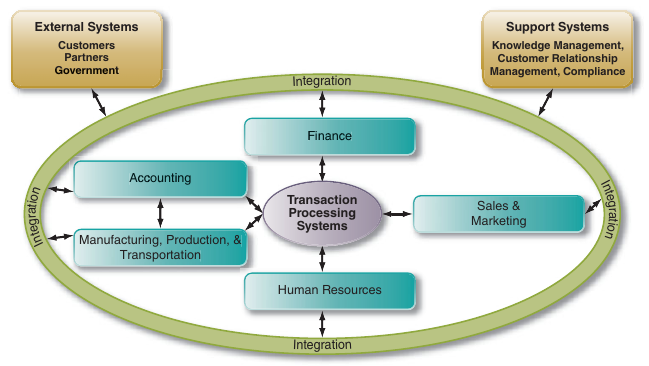 External Systems
Customers
Partners
Government
Support Systems
Knowledge Management,
Customer Relationship
Management, Compliance
Integration
Finance
Accounting
Transaction
Processing
Systems
Sales &
Marketing
Integration
Integration
Manufacturing, Production, &
Transportation
Human Resources
Integration